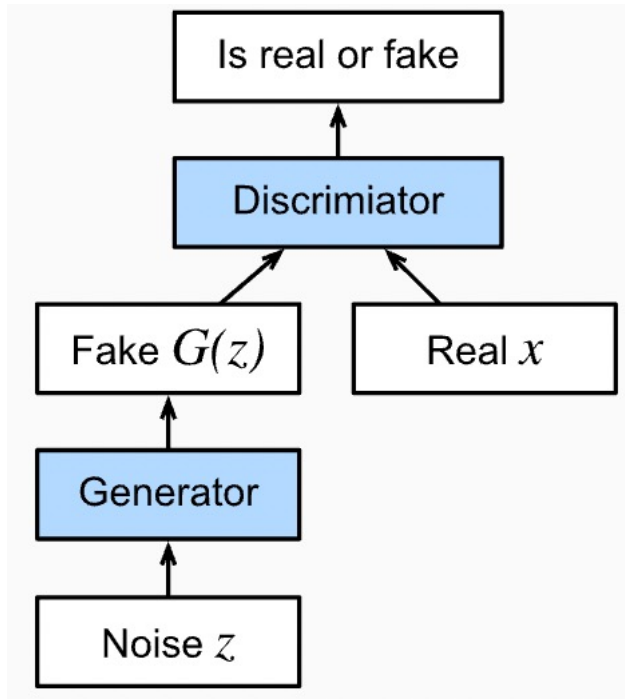 Is real or fake
Discrimiator
Fake G(z)
Real x
Generator
Noise z